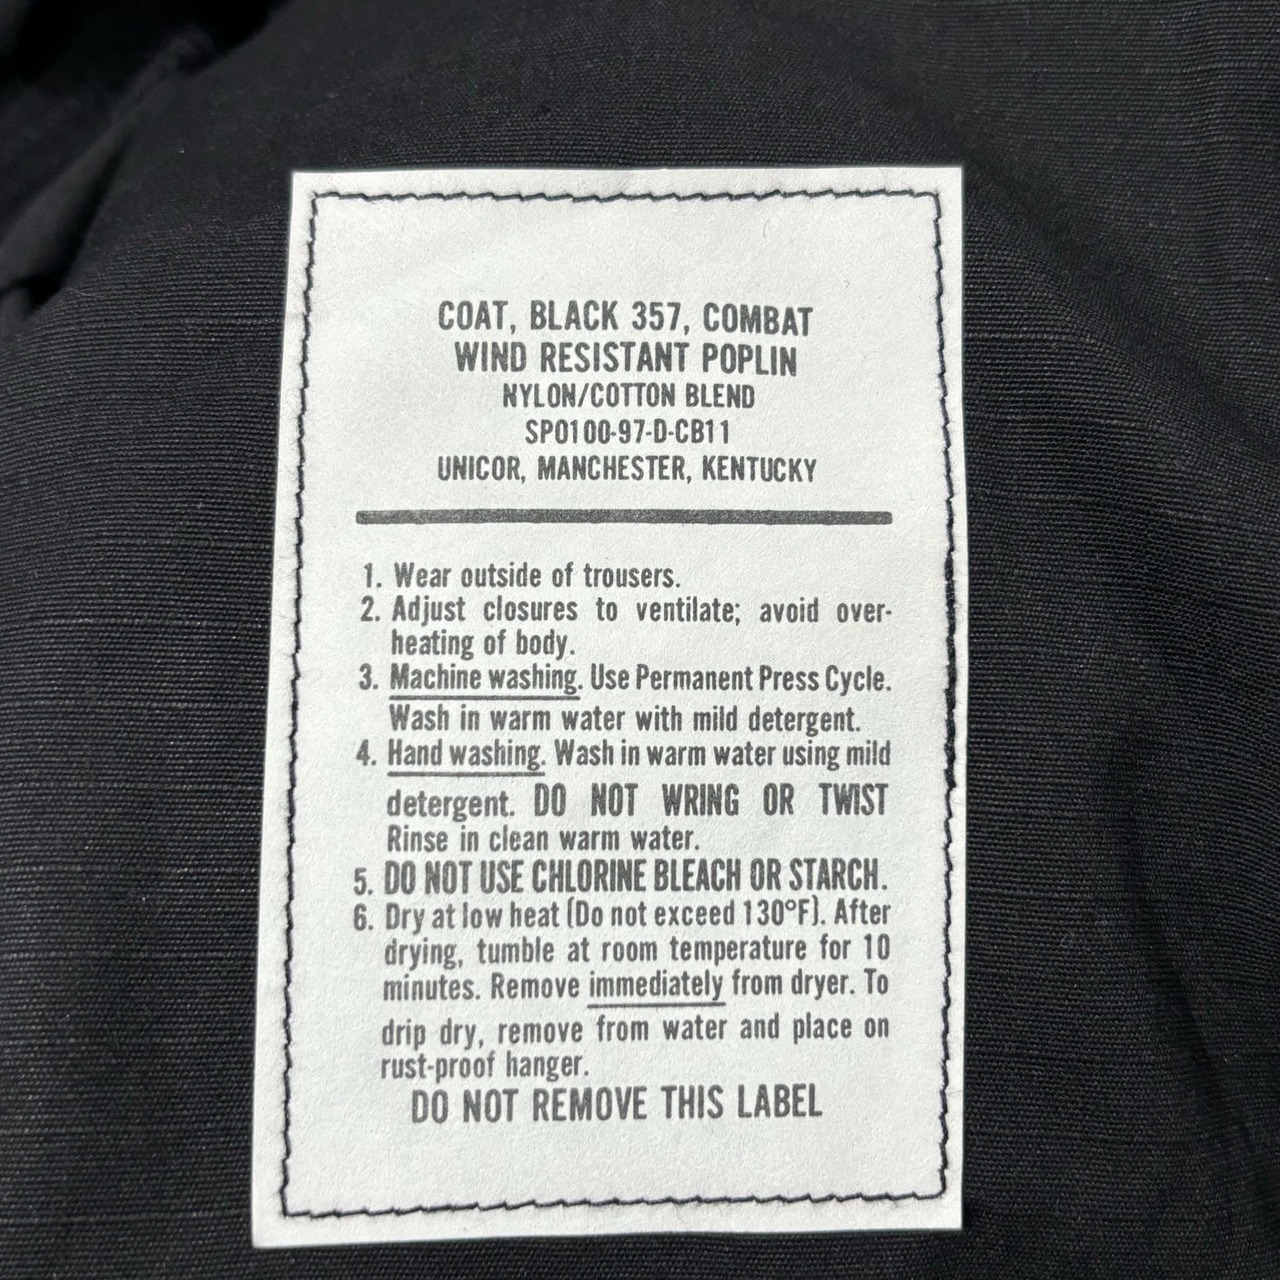 COAT, BLACK 357, COMBAT
WIND RESISTANT POPLIN
NYLON/COTTON BLEND
SPO100-97-D-CB11
UNICOR, MANCHESTER, KENTUCKY
1. Wear outside of trousers.
2. Adjust closures to ventilate; avoid over-
heating of body.
3. Machine washing. Use Permanent Press Cycle.
Wash in warm water with mild detergent.
4. Hand washing. Wash in warm water using mild
detergent. DO NOT WRING OR TWIST
Rinse in clean warm water.
5. DO NOT USE CHLORINE BLEACH OR STARCH.
6. Dry at low heat (Do not exceed 130°F). After
drying, tumble at room temperature for 10
minutes. Remove immediately from dryer. To
drip dry, remove from water and place on
rust-proof hanger.
DO NOT REMOVE THIS LABEL